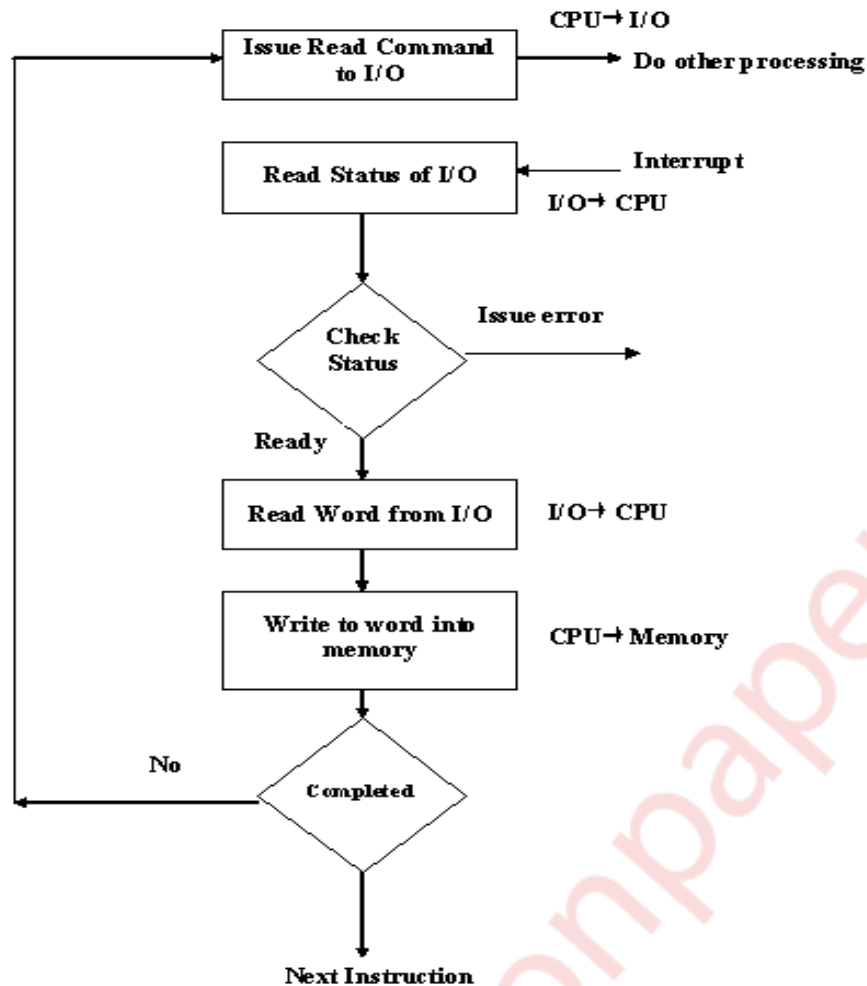 CPU→ I/O
Issue Read Command
to I/O
Do other processing
Interrupt
Read Status of I/O
I/O→ CPU
Issue error
Check
Status
Ready
Read Word from I/O
I/O→ CPU
Write to word into
memory
CPU→ Memory
No
Completed
Next Instruction